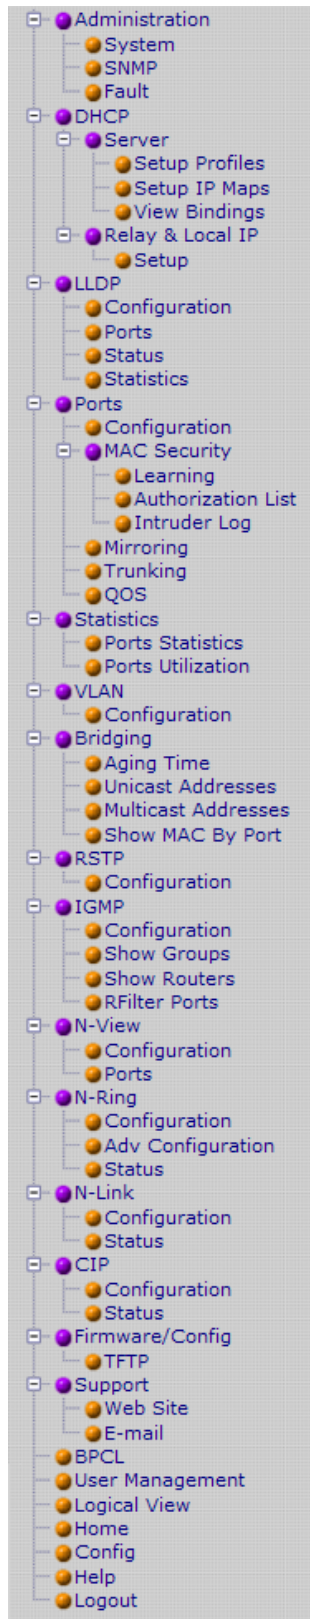 Administration
System
SNMP
Fault
DHCP
Server
Setup Profiles
Setup IP Maps
View Bindings
Relay & Local IP
Setup
LLDP
Configuration
Ports
Status
Statistics
Ports
Configuration
MAC Security
Learning
Authorization List
Intruder Log
Mirroring
Trunking
QOS
Statistics
Ports Statistics
Ports Utilization
VLAN
Configuration
Bridging
Aging Time
Unicast Addresses
Multicast Addresses
Show MAC By Port
RSTP
Configuration
IGMP
Configuration
Show Groups
Show Routers
RFilter Ports
N-View
Configuration
Ports
N-Ring
Configuration
Adv Configuration
Status
N-Link
Configuration
Status
CIP
Configuration
Status
Firmware/Config
TFTP
Support
Web Site
E-mail
BPCL
User Management
Logical View
Home
Config
Help
Logout